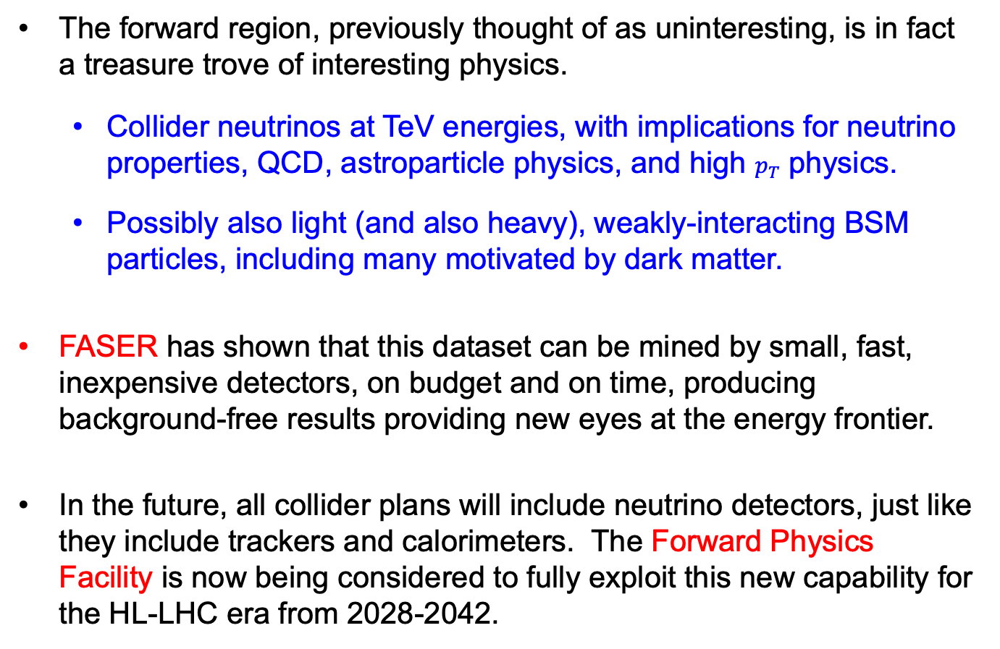 • The forward region, previously thought of as uninteresting, is in fact
a treasure trove of interesting physics.
• Collider neutrinos at TeV energies, with implications for neutrino
properties, QCD, astroparticle physics, and high p_T physics.
• Possibly also light (and also heavy), weakly-interacting BSM
particles, including many motivated by dark matter.
• FASER has shown that this dataset can be mined by small, fast,
inexpensive detectors, on budget and on time, producing
background-free results providing new eyes at the energy frontier.
• In the future, all collider plans will include neutrino detectors, just like
they include trackers and calorimeters.  The Forward Physics
Facility is now being considered to fully exploit this new capability for
the HL-LHC era from 2028-2042.